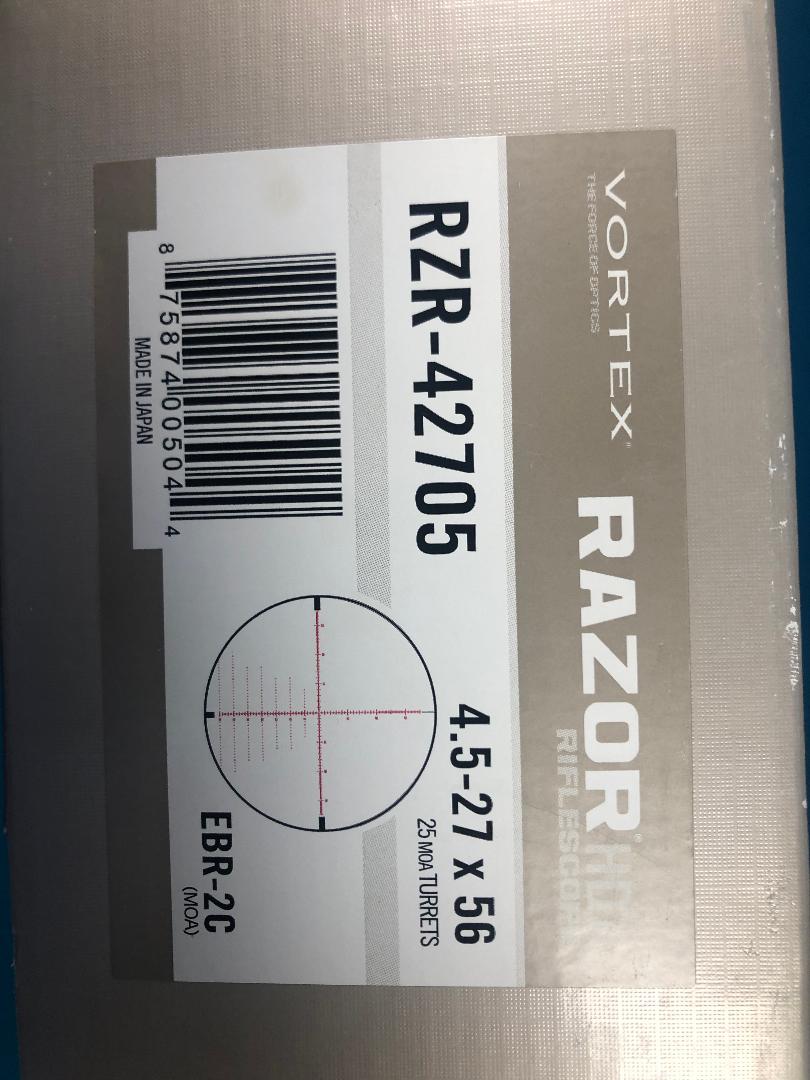 VORTEX®
THE FORCE OF OPTICS
RAZOR® HD
RIFLESCOPE
RZR-42705
4.5-27 x 56
25 MOA TURRETS
8 75874 00504 4
MADE IN JAPAN
EBR-2C
(MOA)